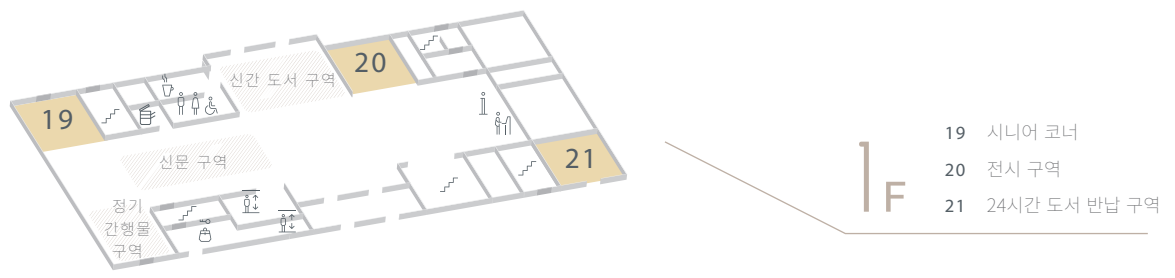 20
신간 도서 구역
19
21
신문 구역
정기
간행물
구역
1F
19 시니어 코너
20 전시 구역
21 24시간 도서 반납 구역